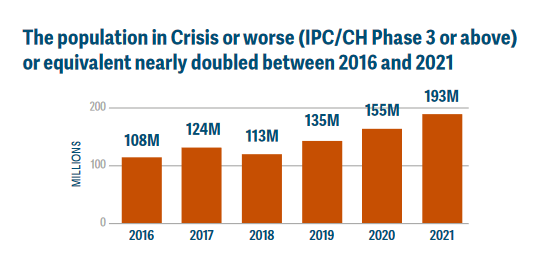 The population in Crisis or worse (IPC/CH Phase 3 or above)
or equivalent nearly doubled between 2016 and 2021
MILLIONS
200
100
0
108M
124M
113M
135M
155M
193M
2016
2017
2018
2019
2020
2021